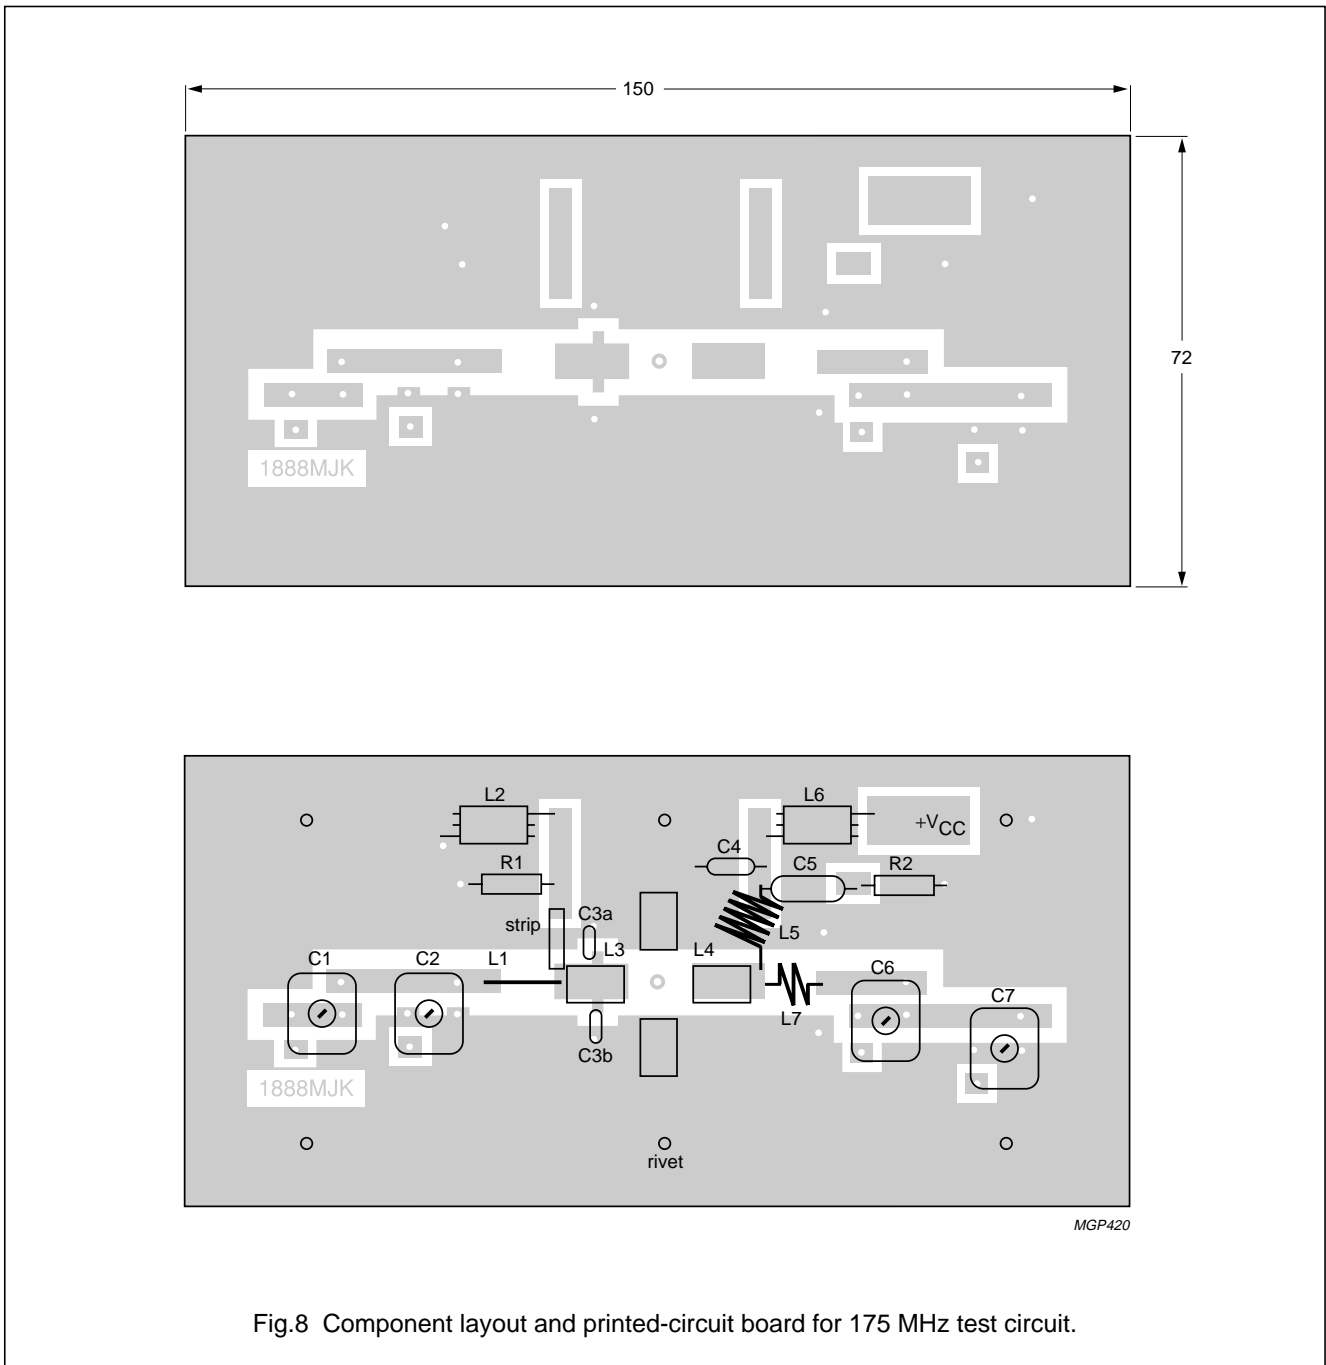 150
72
1888MJK
L2
L6
+VCC
C4
R1
C5
R2
strip
C3a
L5
C1
C2
L1
L3
L4
C6
C7
L7
C3b
1888MJK
rivet
MGP420
Fig.8 Component layout and printed-circuit board for 175 MHz test circuit.